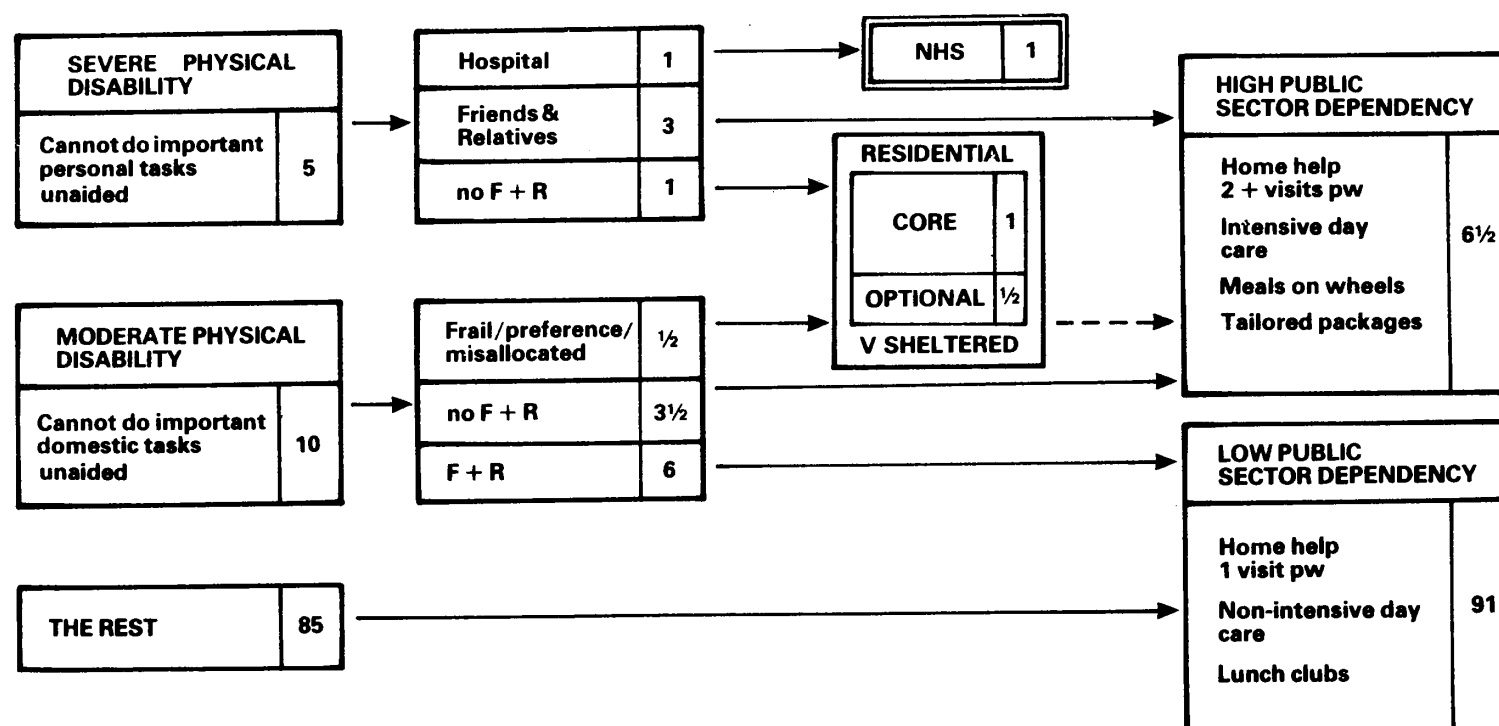 SEVERE PHYSICAL
DISABILITY
Cannot do important
personal tasks
unaided
5
Hospital
1
Friends &
Relatives
3
no F + R
1
NHS
1
RESIDENTIAL
CORE
1
OPTIONAL
½
V SHELTERED
HIGH PUBLIC
SECTOR DEPENDENCY
Home help
2 + visits pw
Intensive day
care
Meals on wheels
Tailored packages
6½
MODERATE PHYSICAL
DISABILITY
Cannot do important
domestic tasks
unaided
10
Frail/preference/
misallocated
½
no F + R
3½
F + R
6
LOW PUBLIC
SECTOR DEPENDENCY
Home help
1 visit pw
Non-intensive day
care
Lunch clubs
91
THE REST
85